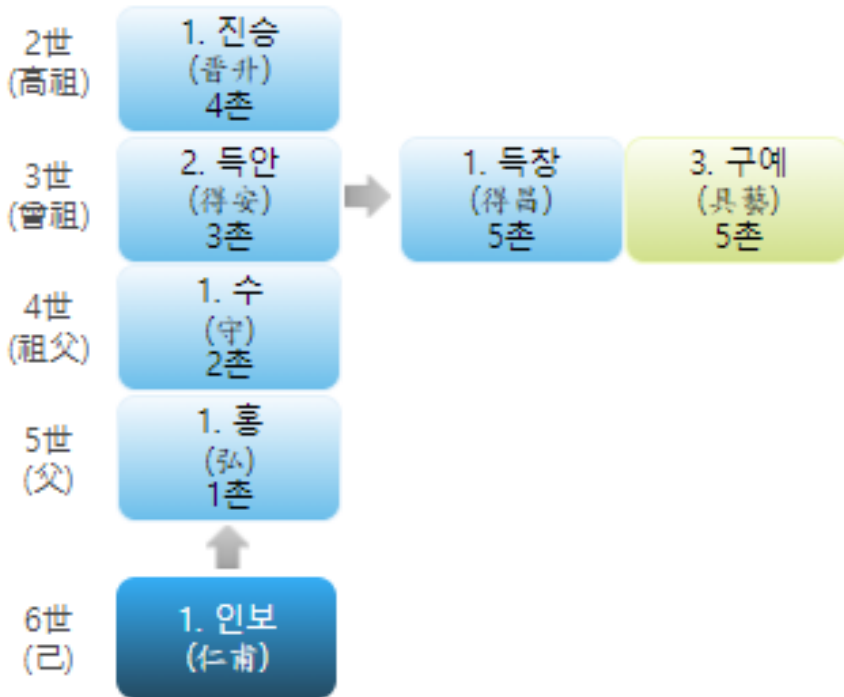 2世
(高祖)
1. 진승
(晋升)
4촌
3世
(曾祖)
2. 득안
(得安)
3촌
1. 득창
(得昌)
5촌
3. 구예
(具藝)
5촌
4世
(祖父)
1. 수
(守)
2촌
5世
(父)
1. 홍
(弘)
1촌
6世
(己)
1. 인보
(仁甫)